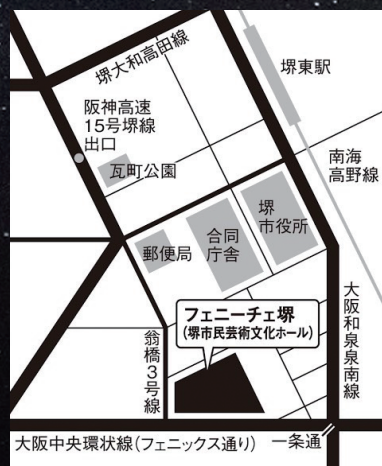 堺大和高田線
堺東駅
阪神高速
15号堺線
出口
南海
高野線
瓦町公園
堺
市役所
合同
庁舎
郵便局
フェニーチェ堺
(堺市民芸術文化ホール)
大阪和泉泉南線
翁橋3号線
大阪中央環状線(フェニックス通り)
一条通